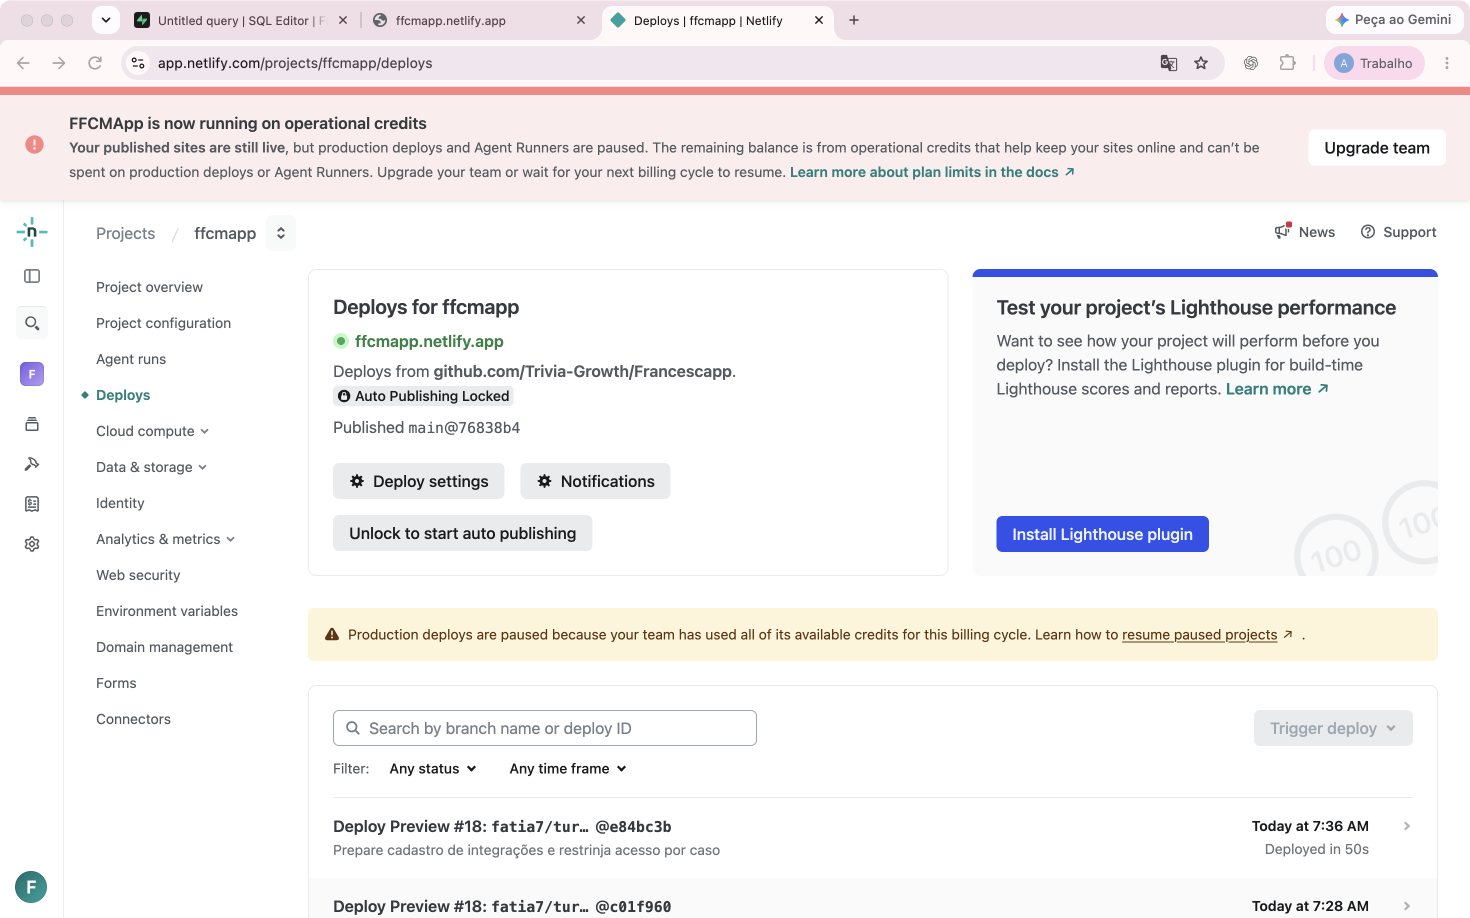 Untitled query | SQL Editor | F
ffcmapp.netlify.app
Deploys | ffcmapp | Netlify
Peça ao Gemini
app.netlify.com/projects/ffcmapp/deploys
A
Trabalho
FFCMApp is now running on operational credits
Your published sites are still live, but production deploys and Agent Runners are paused. The remaining balance is from operational credits that help keep your sites online and can't be
spent on production deploys or Agent Runners. Upgrade your team or wait for your next billing cycle to resume. Learn more about plan limits in the docs ↗
Upgrade team
n
Projects / ffcmapp
News
Support
F
F
Project overview
Project configuration
Agent runs
Deploys
Cloud compute
Data & storage
Identity
Analytics & metrics
Web security
Environment variables
Domain management
Forms
Connectors
Deploys for ffcmapp
ffcmapp.netlify.app
Deploys from github.com/Trivia-Growth/Francescapp.
Auto Publishing Locked
Published main@76838b4
Deploy settings
Notifications
Unlock to start auto publishing
Test your project's Lighthouse performance
Want to see how your project will perform before you
deploy? Install the Lighthouse plugin for build-time
Lighthouse scores and reports. Learn more ↗
Install Lighthouse plugin
100
100
Production deploys are paused because your team has used all of its available credits for this billing cycle. Learn how to resume paused projects ↗ .
Search by branch name or deploy ID
Trigger deploy
Filter: Any status Any time frame
Deploy Preview #18: fatia7/tur… @e84bc3b
Today at 7:36 AM
Prepare cadastro de integrações e restrinja acesso por caso
Deployed in 50s
Deploy Preview #18: fatia7/tur… @c01f960
Today at 7:28 AM